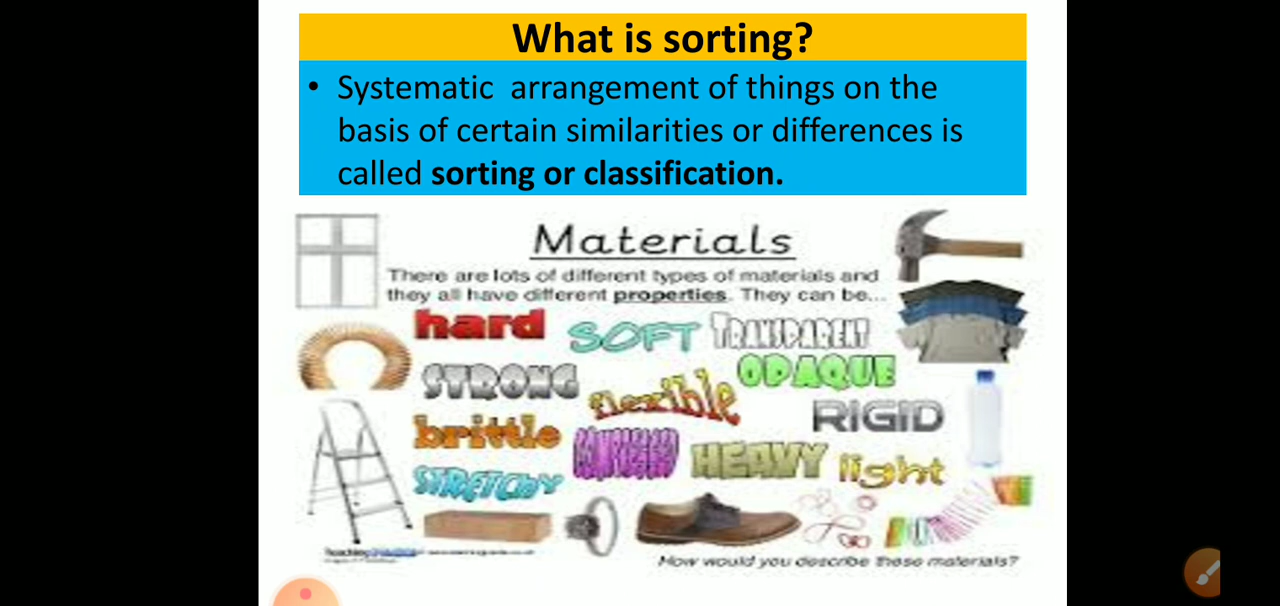 What is sorting?
• Systematic arrangement of things on the
basis of certain similarities or differences is
called sorting or classification.
Materials
There are lots of different types of materials and
they all have different properties. They can be...
hard SOFT TRANSPARENT
STRONG flexible OPAQUE
RIGID
brittle HEAVY light
STRETCHY
Teaching
How would you describe these materials?